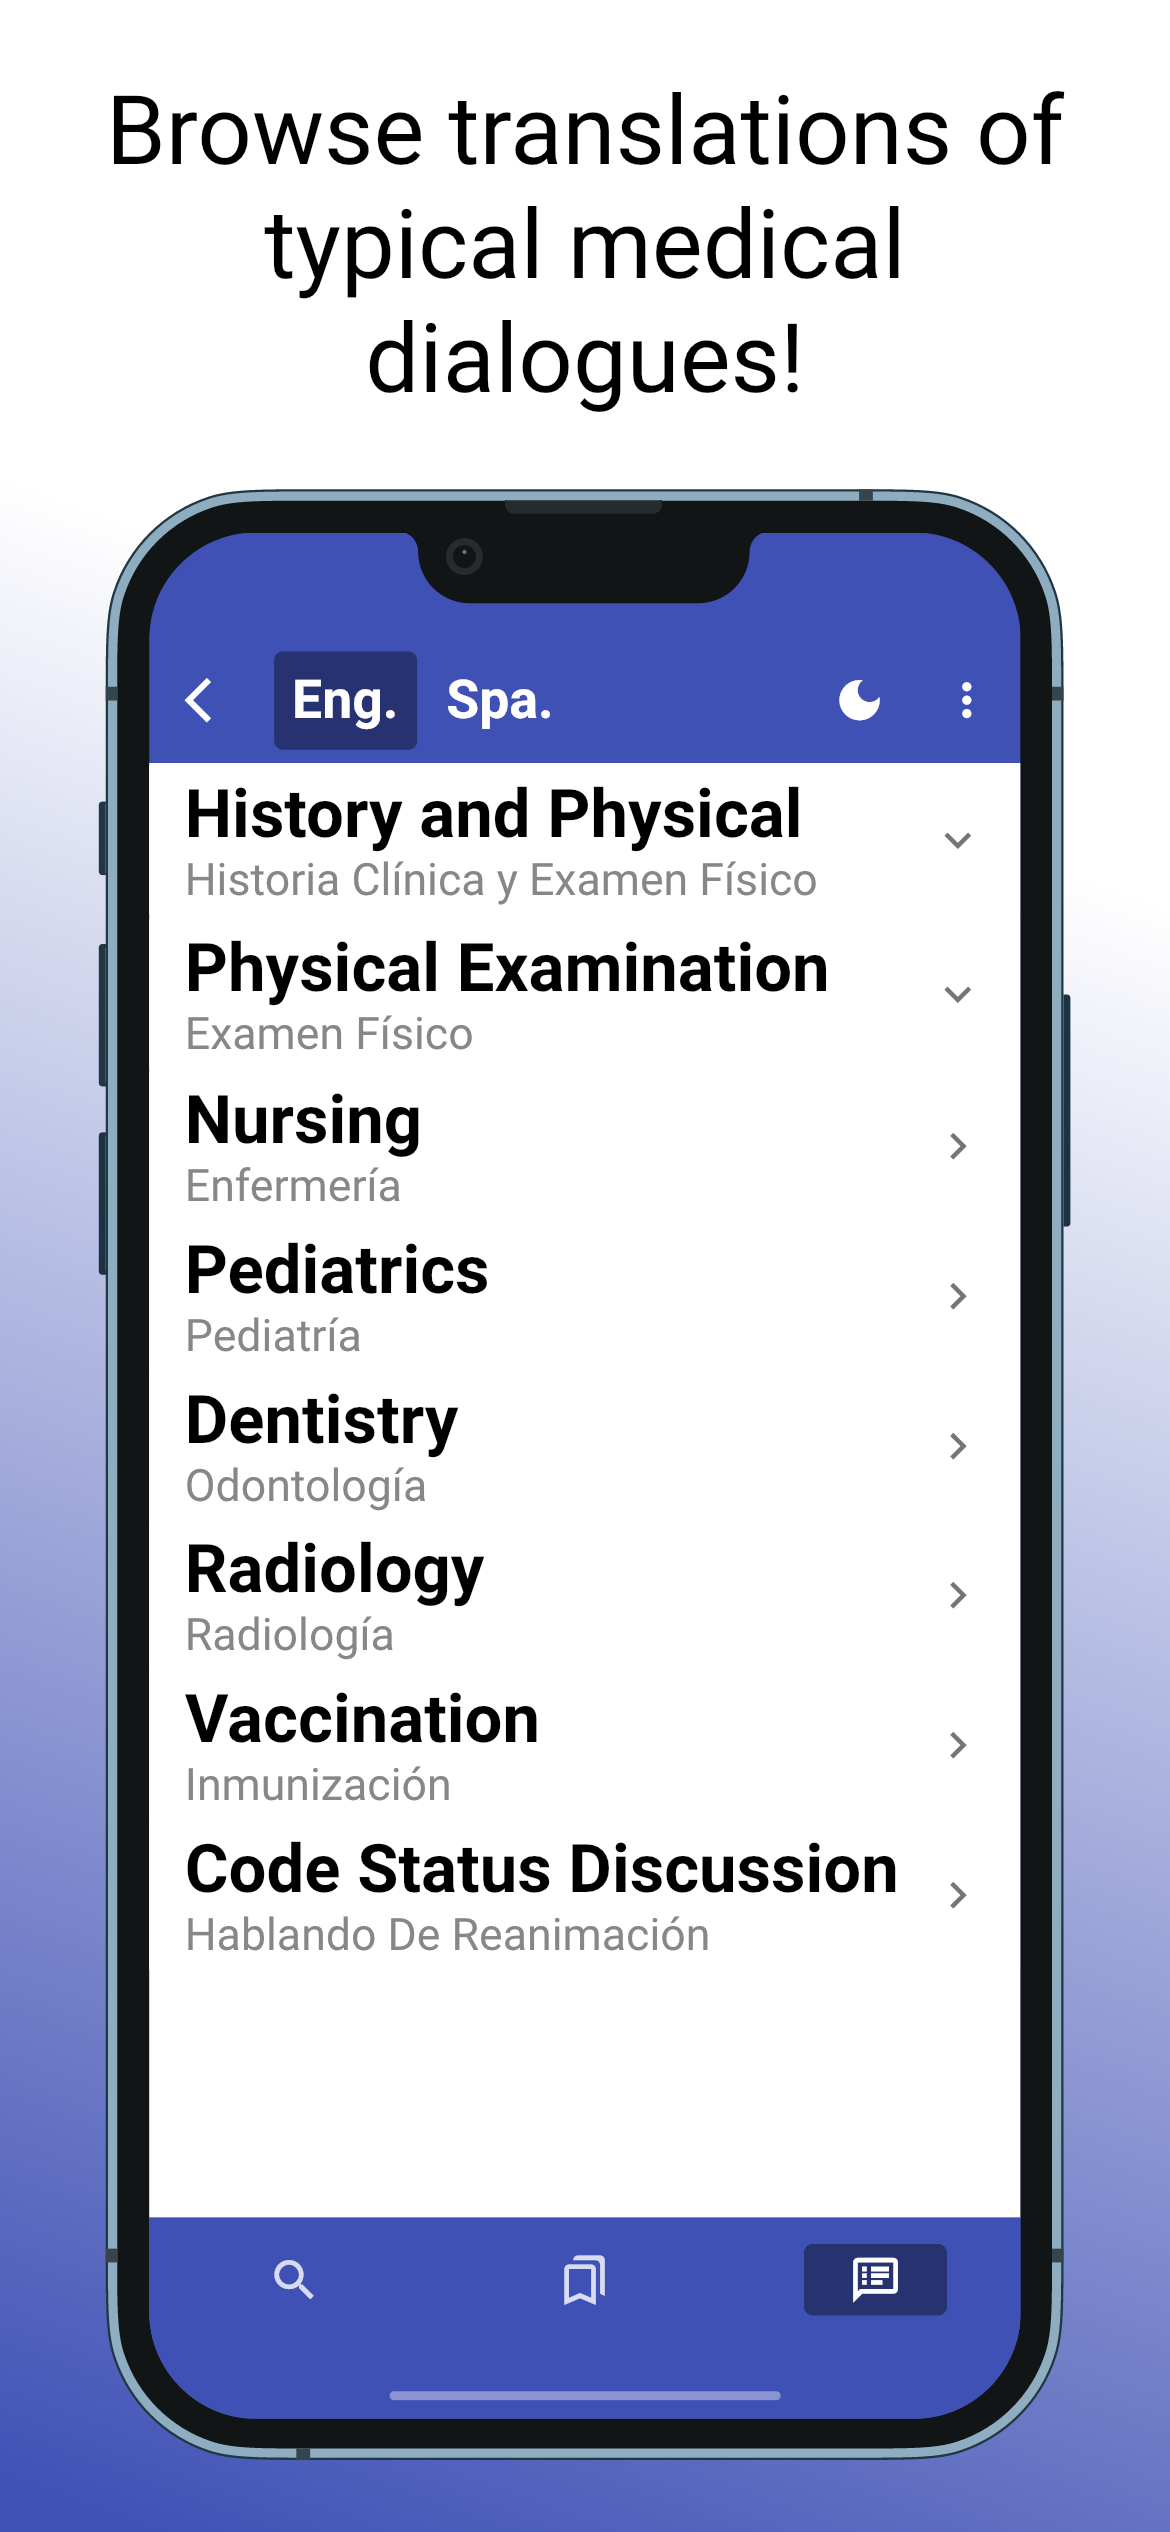 Browse translations of
typical medical
dialogues!
Eng. Spa.
History and Physical
Historia Clínica y Examen Físico
Physical Examination
Examen Físico
Nursing
Enfermería
Pediatrics
Pediatría
Dentistry
Odontología
Radiology
Radiología
Vaccination
Inmunización
Code Status Discussion
Hablando De Reanimación